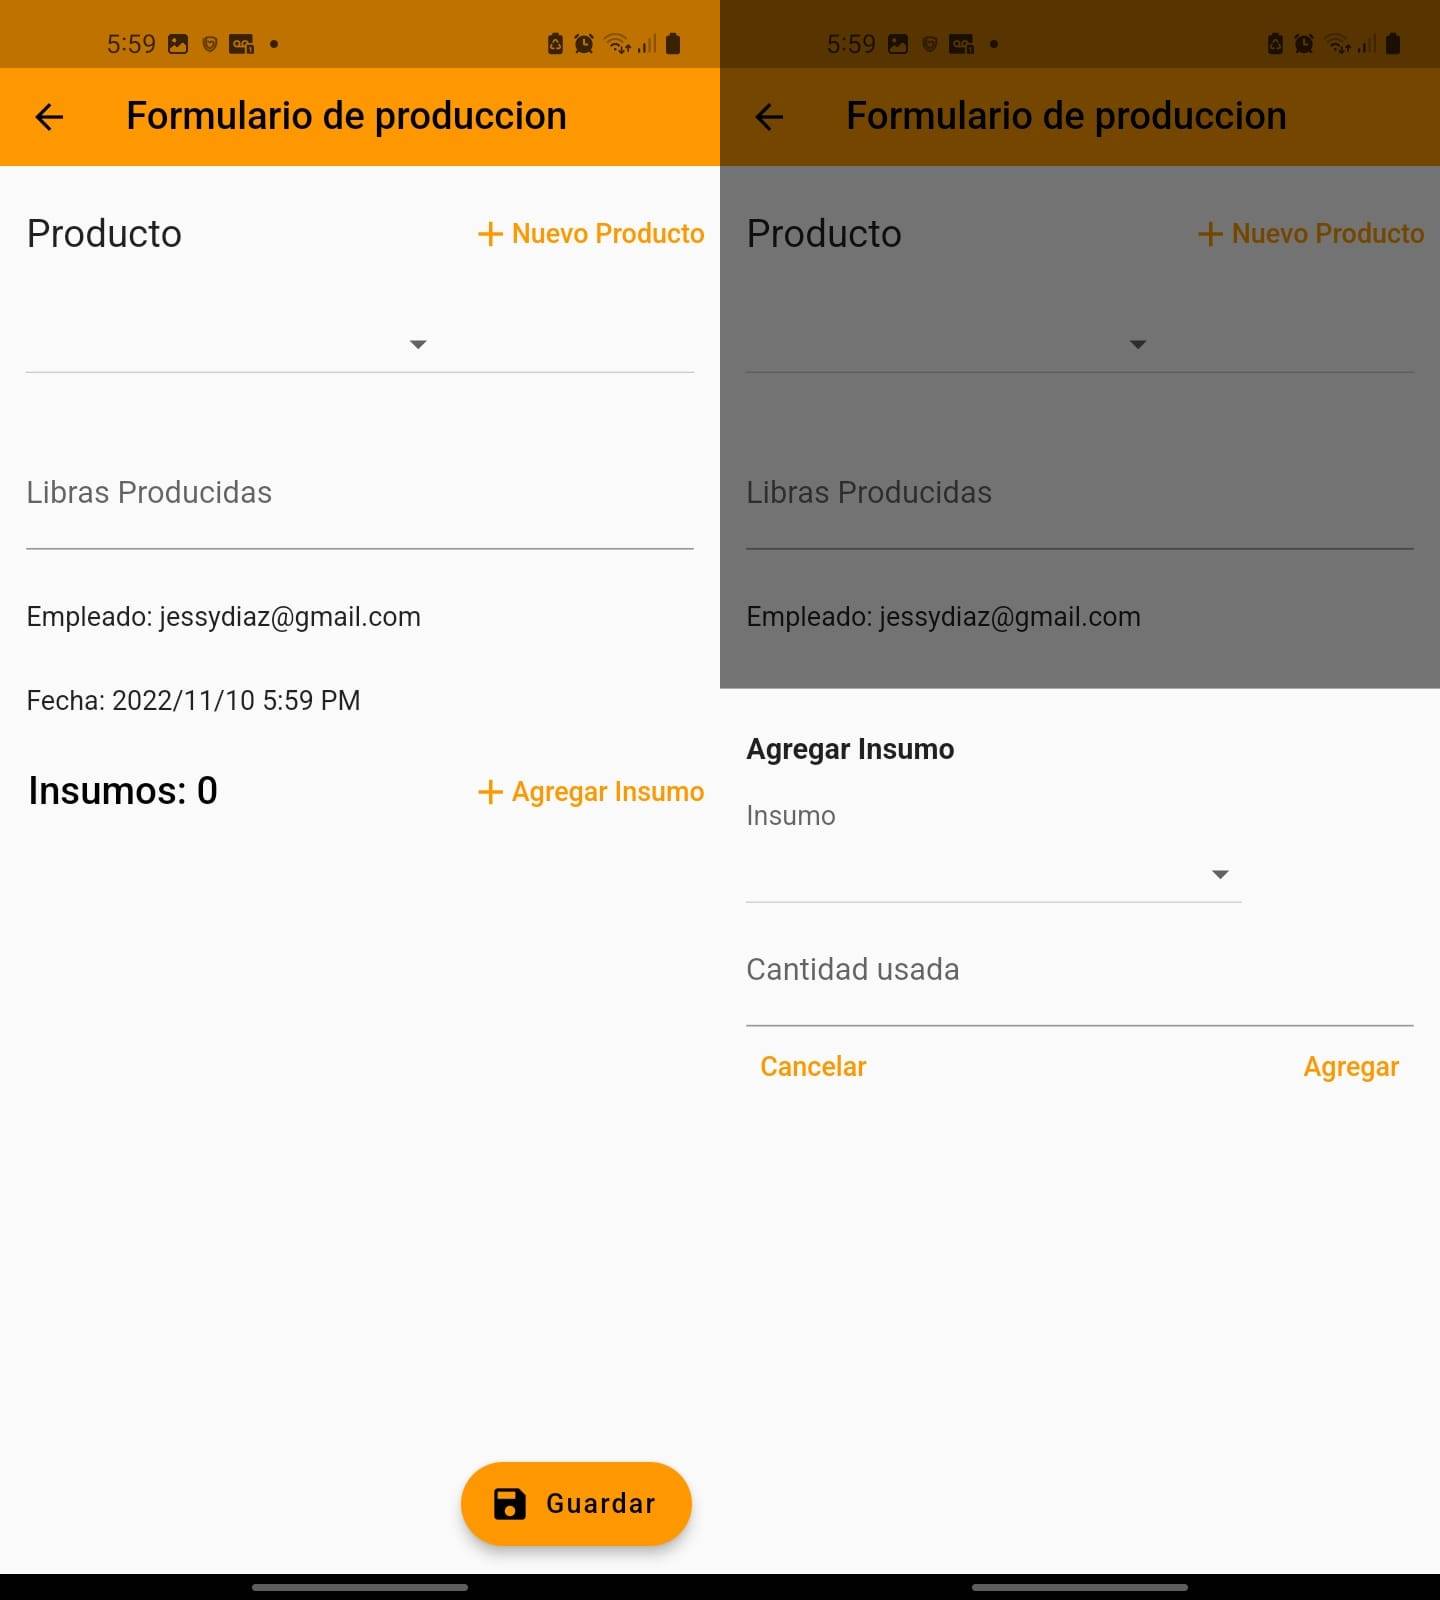 5:59
Formulario de produccion
Producto
+ Nuevo Producto
Libras Producidas
Empleado: jessydiaz@gmail.com
Fecha: 2022/11/10 5:59 PM
Insumos: 0
+ Agregar Insumo
Guardar
5:59
Formulario de produccion
Producto
+ Nuevo Producto
Libras Producidas
Empleado: jessydiaz@gmail.com
Agregar Insumo
Insumo
Cantidad usada
Cancelar
Agregar